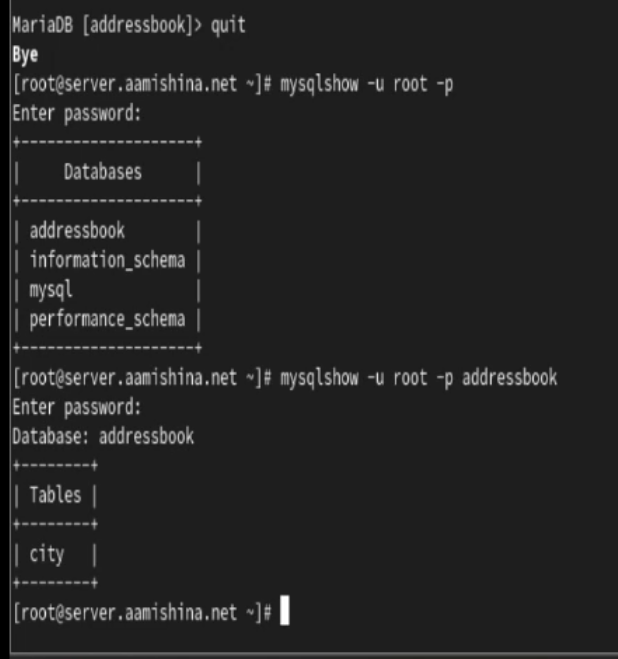 MariaDB [addressbook]> quit
Bye
[root@server.aamishina.net ~]# mysqlshow -u root -p
Enter password:
+--------------------+
|     Databases      |
+--------------------+
| addressbook        |
| information_schema |
| mysql              |
| performance_schema |
+--------------------+
[root@server.aamishina.net ~]# mysqlshow -u root -p addressbook
Enter password:
Database: addressbook
+--------+
| Tables |
+--------+
| city   |
+--------+
[root@server.aamishina.net ~]#